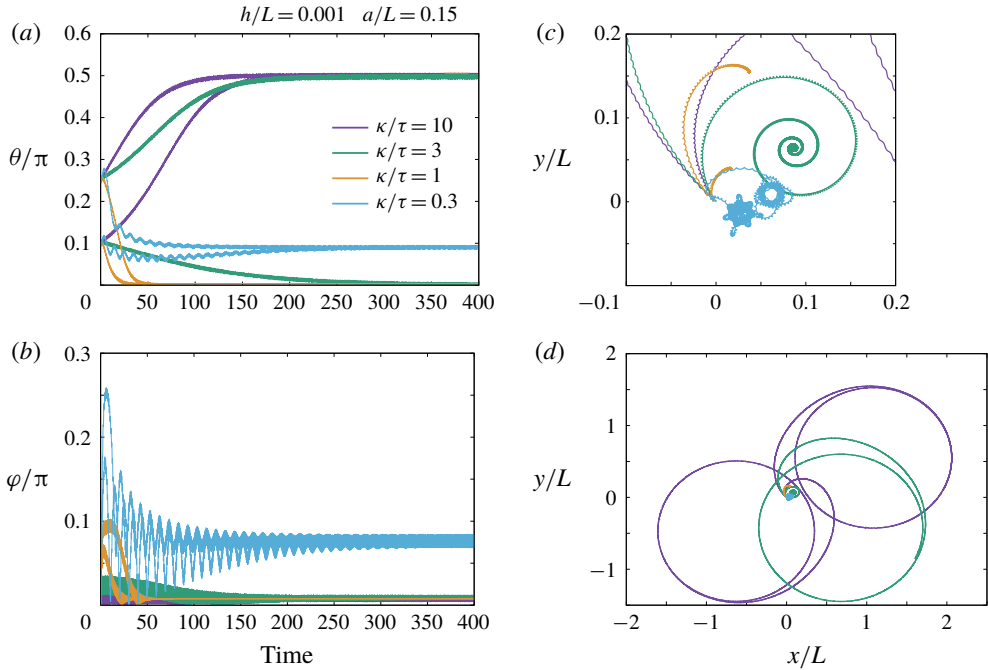 h/L = 0.001 a/L = 0.15
(a)
0.6
0.5
0.4
θ/π 0.3
0.2
0.1
0 50 100 150 200 250 300 350 400
κ/τ = 10
κ/τ = 3
κ/τ = 1
κ/τ = 0.3
(c)
0.2
0.1
y/L
0
−0.1 0 0.1 0.2
x/L
(b)
0.3
0.2
φ/π
0.1
0 50 100 150 200 250 300 350 400
Time
(d)
2
1
y/L
0
−1
−2 −1 0 1 2
x/L